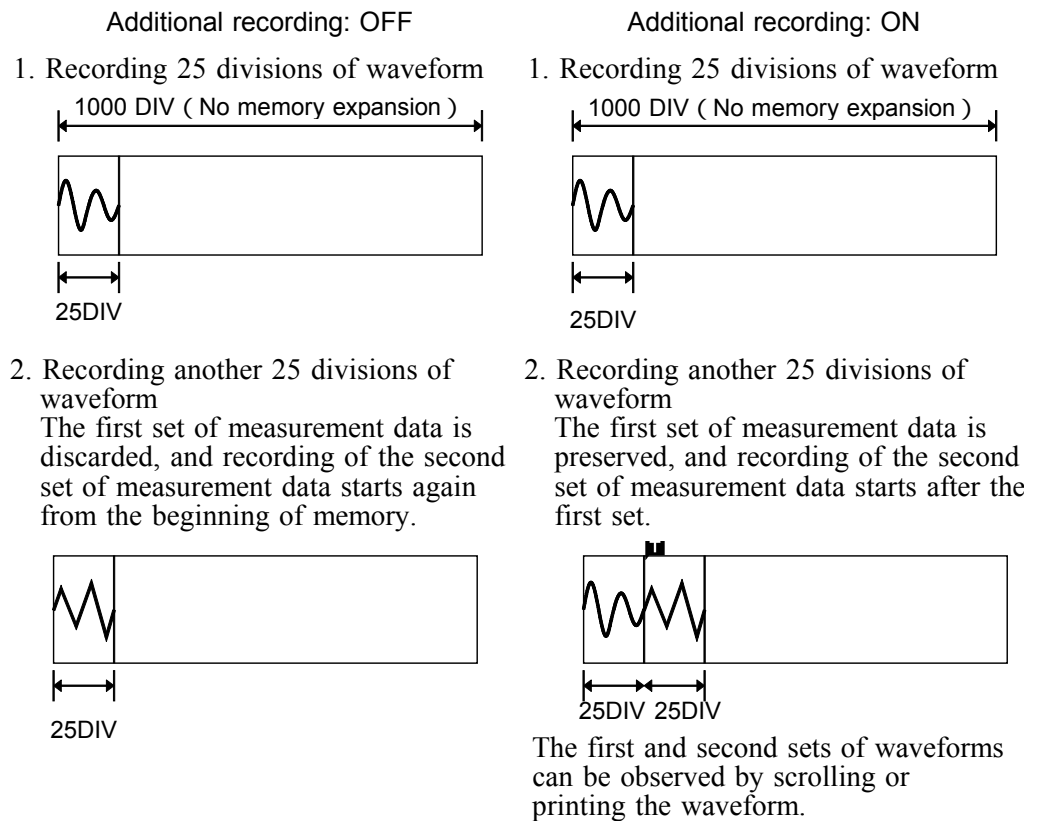 Additional recording: OFF
1. Recording 25 divisions of waveform
1000 DIV ( No memory expansion )
25DIV
2. Recording another 25 divisions of
waveform
The first set of measurement data is
discarded, and recording of the second
set of measurement data starts again
from the beginning of memory.
25DIV
Additional recording: ON
1. Recording 25 divisions of waveform
1000 DIV ( No memory expansion )
25DIV
2. Recording another 25 divisions of
waveform
The first set of measurement data is
preserved, and recording of the second
set of measurement data starts after the
first set.
25DIV 25DIV
The first and second sets of waveforms
can be observed by scrolling or
printing the waveform.